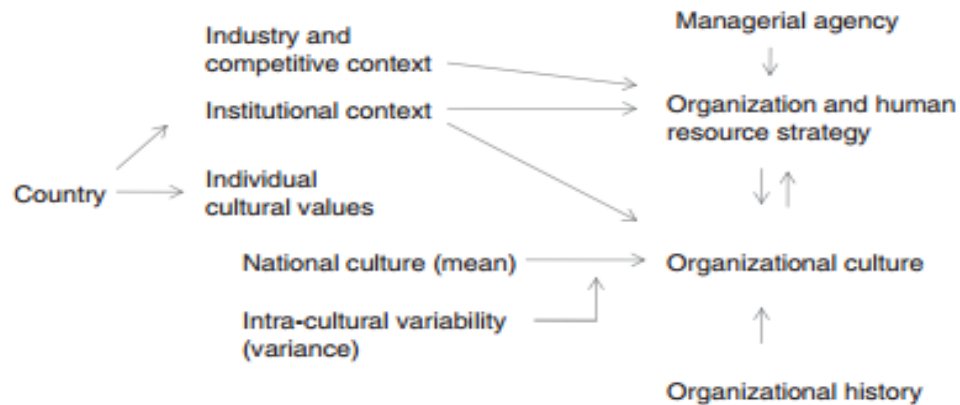 Managerial agency
Industry and
competitive context
Institutional context
Organization and human
resource strategy
Country
Individual
cultural values
National culture (mean)
Organizational culture
Intra-cultural variability
(variance)
Organizational history